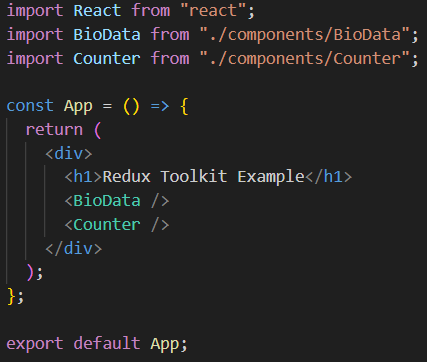 import React from "react";
import BioData from "./components/BioData";
import Counter from "./components/Counter";

const App = () => {
  return (
    <div>
      <h1>Redux Toolkit Example</h1>
      <BioData />
      <Counter />
    </div>
  );
};

export default App;